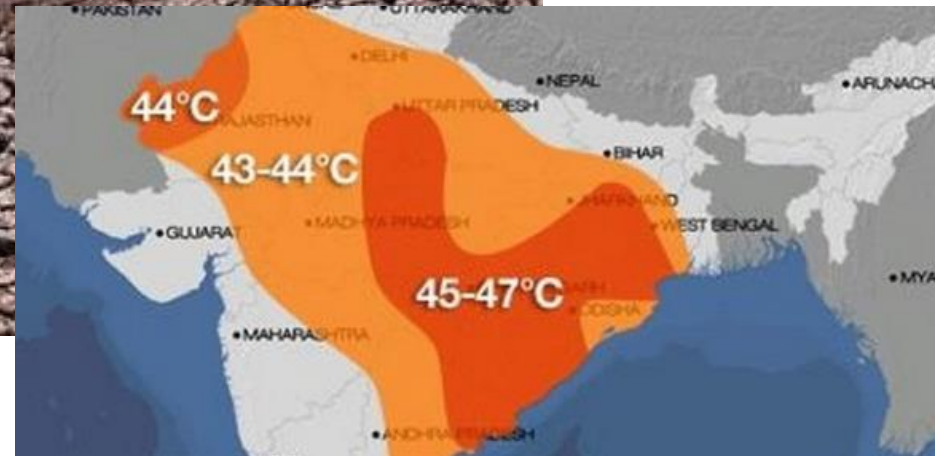 PAKISTAN
UTTARAKHAND
DELHI
NEPAL
ARUNACH
UTTAR PRADESH
44°C
RAJASTHAN
43-44°C
BIHAR
JHARKHAND
MADHYA PRADESH
WEST BENGAL
GUJARAT
MYA
45-47°C
ARH
ODISHA
MAHARASHTRA
ANDHRA PRADESH